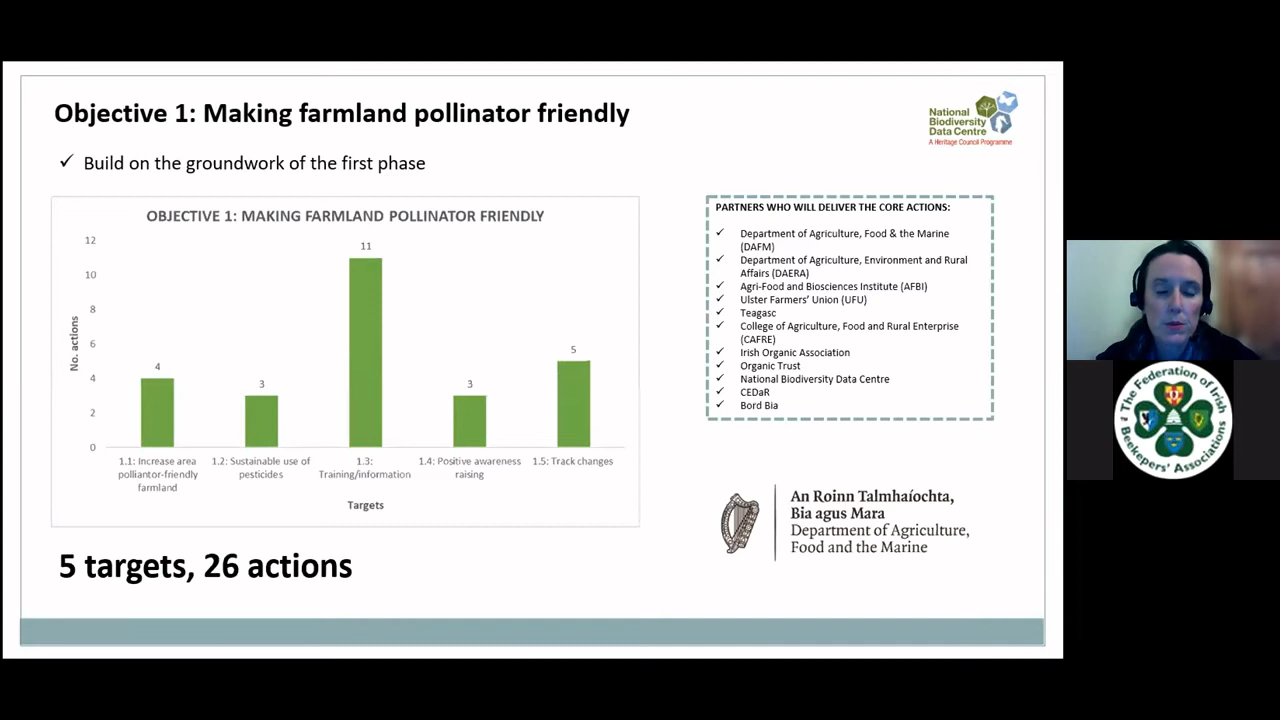 Objective 1: Making farmland pollinator friendly
✓ Build on the groundwork of the first phase
National
Biodiversity
Data Centre
A Heritage Council Programme
OBJECTIVE 1: MAKING FARMLAND POLLINATOR FRIENDLY
No. actions
12
10
8
6
4
2
0
4
3
11
3
5
1.1: Increase area
polliantor-friendly
farmland
1.2: Sustainable use of
pesticides
1.3:
Training/information
1.4: Positive awareness
raising
1.5: Track changes
Targets
5 targets, 26 actions
PARTNERS WHO WILL DELIVER THE CORE ACTIONS:
✓ Department of Agriculture, Food & the Marine
(DAFM)
✓ Department of Agriculture, Environment and Rural
Affairs (DAERA)
✓ Agri-Food and Biosciences Institute (AFBI)
✓ Ulster Farmers' Union (UFU)
✓ Teagasc
✓ College of Agriculture, Food and Rural Enterprise
(CAFRE)
✓ Irish Organic Association
✓ Organic Trust
✓ National Biodiversity Data Centre
✓ CEDaR
✓ Bord Bia
An Roinn Talmhaíochta,
Bia agus Mara
Department of Agriculture,
Food and the Marine
The Federation of Irish
Beekepers' Associations